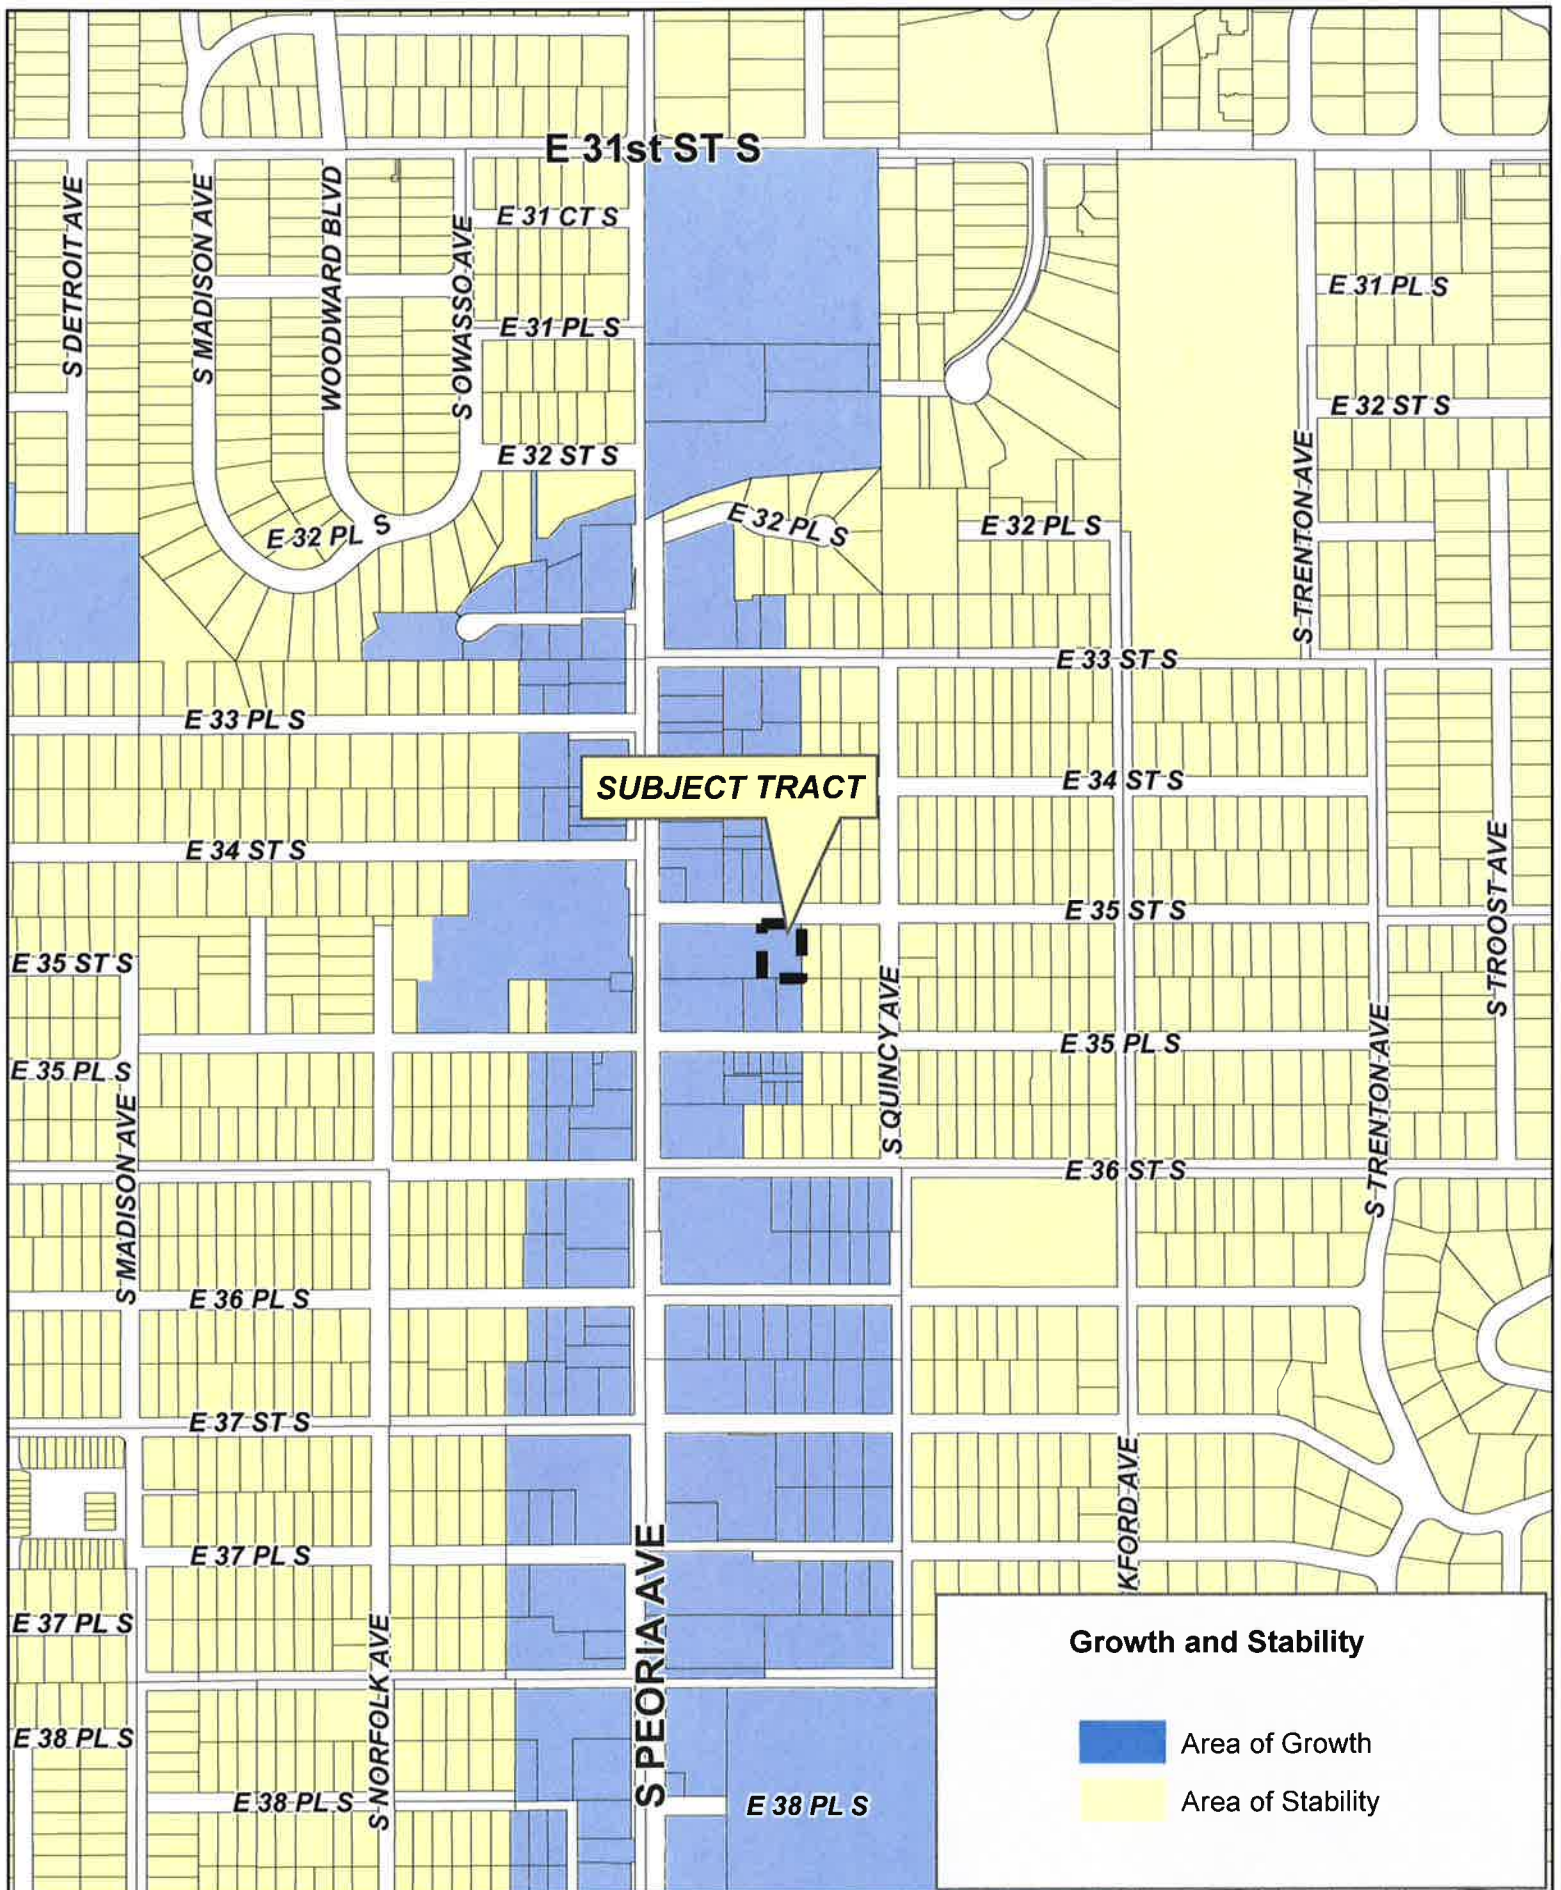 E 31st ST S
S DETROIT AVE
S MADISON AVE
WOODWARD BLVD
S OWASSO AVE
E 31 CT S
E 31 PL S
E 31 PL S
E 32 ST S
E 32 ST S
E 32 PL S
E 32 PL S
E 32 PL S
S TRENTON AVE
E 33 ST S
E 33 PL S
SUBJECT TRACT
E 34 ST S
E 34 ST S
E 35 ST S
S TROOST AVE
E 35 ST S
S QUINCY AVE
E 35 PL S
E 35 PL S
S MADISON AVE
S TRENTON AVE
E 36 ST S
E 36 PL S
E 37 ST S
KFORD AVE
E 37 PL S
S PEORIA AVE
E 37 PL S
S NORFOLK AVE
E 38 PL S
E 38 PL S
E 38 PL S
Growth and Stability
Area of Growth
Area of Stability